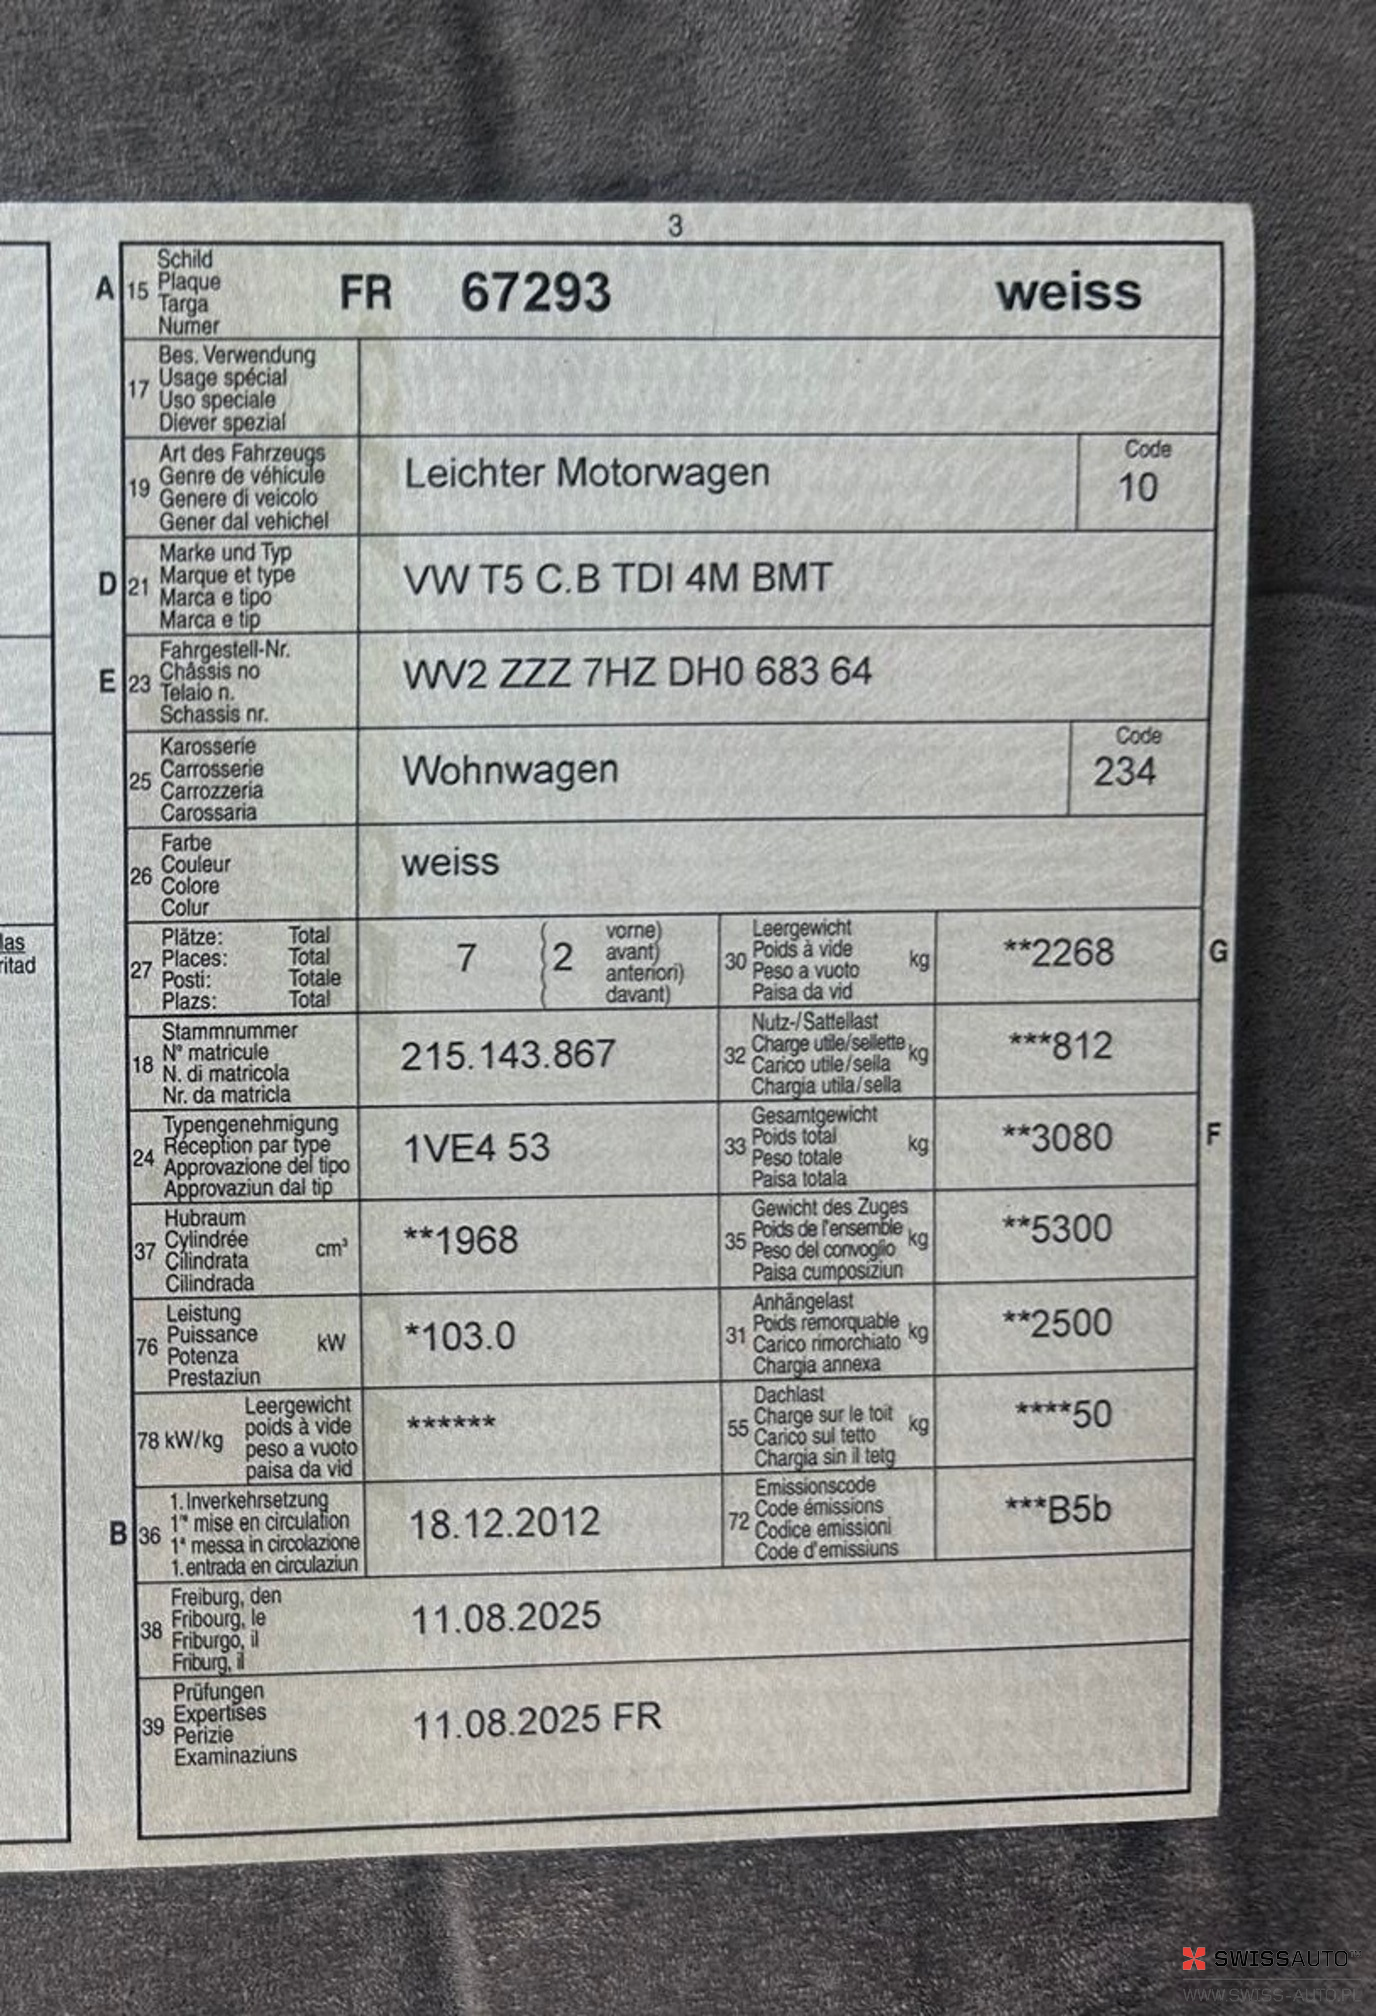 3
A 15 Schild
Plaque
Targa
Numer
FR 67293 weiss
17 Bes. Verwendung
Usage spécial
Uso speciale
Diever spezial
19 Art des Fahrzeugs
Genre de véhicule
Genere di veicolo
Gener dal vehichel
Leichter Motorwagen
Code
10
D 21 Marke und Typ
Marque et type
Marca e tipo
Marca e tip
VW T5 C.B TDI 4M BMT
E 23 Fahrgestell-Nr.
Châssis no
Telaio n.
Schassis nr.
WV2 ZZZ 7HZ DH0 683 64
25 Karosserie
Carrosserie
Carrozzeria
Carossaria
Wohnwagen
Code
234
26 Farbe
Couleur
Colore
Colur
weiss
las
ritad
27 Plätze: Total
Places: Total
Posti: Totale
Plazs: Total
7 ( 2 vorne)
avant)
anteriori)
davant)
30 Leergewicht
Poids à vide
Peso a vuoto
Paisa da vid
kg **2268 G
18 Stammnummer
N° matricule
N. di matricola
Nr. da matricla
215.143.867
32 Nutz-/Sattellast
Charge utile/sellette
Carico utile/sella
Chargia utila/sella
kg ***812
24 Typengenehmigung
Réception par type
Approvazione del tipo
Approvaziun dal tip
1VE4 53
33 Gesamtgewicht
Poids total
Peso totale
Paisa totala
kg **3080 F
37 Hubraum
Cylindrée
Cilindrata
Cilindrada
cm³ **1968
35 Gewicht des Zuges
Poids de l'ensemble
Peso del convoglio
Paisa cumposiziun
kg **5300
76 Leistung
Puissance
Potenza
Prestaziun
kW *103.0
31 Anhängelast
Poids remorquable
Carico rimorchiato
Chargia annexa
kg **2500
78 kW/kg Leergewicht
poids à vide
peso a vuoto
paisa da vid
******
55 Dachlast
Charge sur le toit
Carico sul tetto
Chargia sin il tetg
kg ****50
B 36 1. Inverkehrsetzung
1re mise en circulation
1a messa in circolazione
1. entrada en circulaziun
18.12.2012
72 Emissionscode
Code émissions
Codice emissioni
Code d'emissiuns
***B5b
38 Freiburg, den
Fribourg, le
Friburgo, il
Friburg, il
11.08.2025
39 Prüfungen
Expertises
Perizie
Examinaziuns
11.08.2025 FR
SWISSAUTO
WWW.SWISS-AUTO.PL